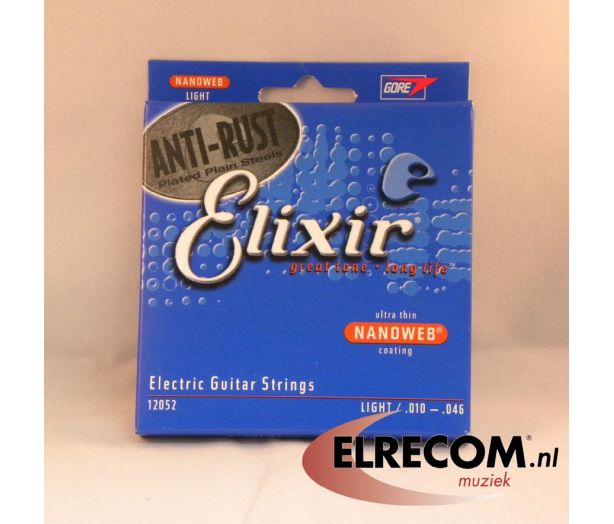 NANOWEB
LIGHT
GORE
ANTI-RUST
Plated Plain Steels
e
Elixir®
great tone • long life™
ultra thin
NANOWEB®
coating
Electric Guitar Strings
12052
LIGHT / .010 – .046
ELRECOM.nl
muziek